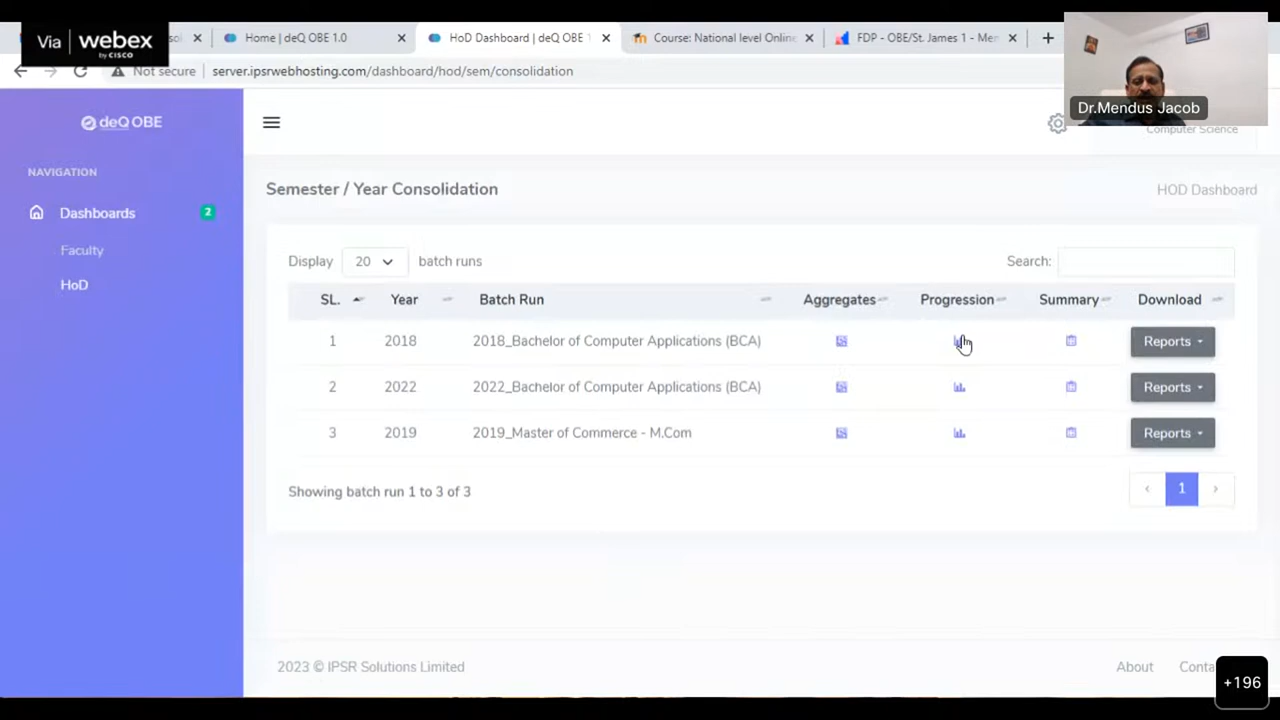 Via webex
by CISCO
Home | deQ OBE 1.0
HoD Dashboard | deQ OBE 1
Course: National level Online
FDP - OBE/St. James 1 - Men
Not secure server.ipsrwebhosting.com/dashboard/hod/sem/consolidation
Dr.Mendus Jacob
deQ OBE
Computer Science
NAVIGATION
Dashboards 2
Faculty
HoD
Semester / Year Consolidation
HOD Dashboard
Display 20 batch runs Search:
SL. Year Batch Run Aggregates Progression Summary Download
1 2018 2018_Bachelor of Computer Applications (BCA) Reports
2 2022 2022_Bachelor of Computer Applications (BCA) Reports
3 2019 2019_Master of Commerce - M.Com Reports
Showing batch run 1 to 3 of 3 ‹ 1 ›
2023 © IPSR Solutions Limited About Conta
+196